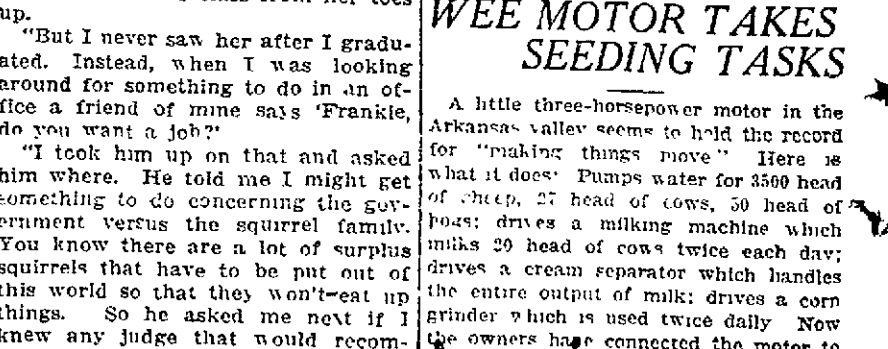 up.
"But I never saw her after I gradu-
ated. Instead, when I was looking
around for something to do in an of-
fice a friend of mine says 'Frankie,
do you want a job?'
"I took him up on that and asked
him where. He told me I might get
something to do concerning the gov-
ernment versus the squirrel family.
You know there are a lot of surplus
squirrels that have to be put out of
this world so that they won't eat up
things. So he asked me next if I
knew any judge that would recom-
WEE MOTOR TAKES
SEEDING TASKS
A little three-horsepower motor in the
Arkansas valley seems to hold the record
for "making things move" Here is
what it does: Pumps water for 3500 head
of sheep, 27 head of cows, 50 head of
hogs; drives a milking machine which
milks 20 head of cows twice each day;
drives a cream separator which handles
the entire output of milk; drives a corn
grinder which is used twice daily Now
the owners have connected the motor to